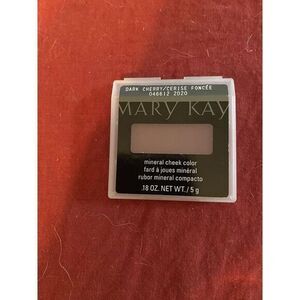 DARK CHERRY/CERISE FONCÉE
046612 2020
MARY KAY
mineral cheek color
fard à joues minéral
rubor mineral compacto
.18 OZ. NET WT./5 g